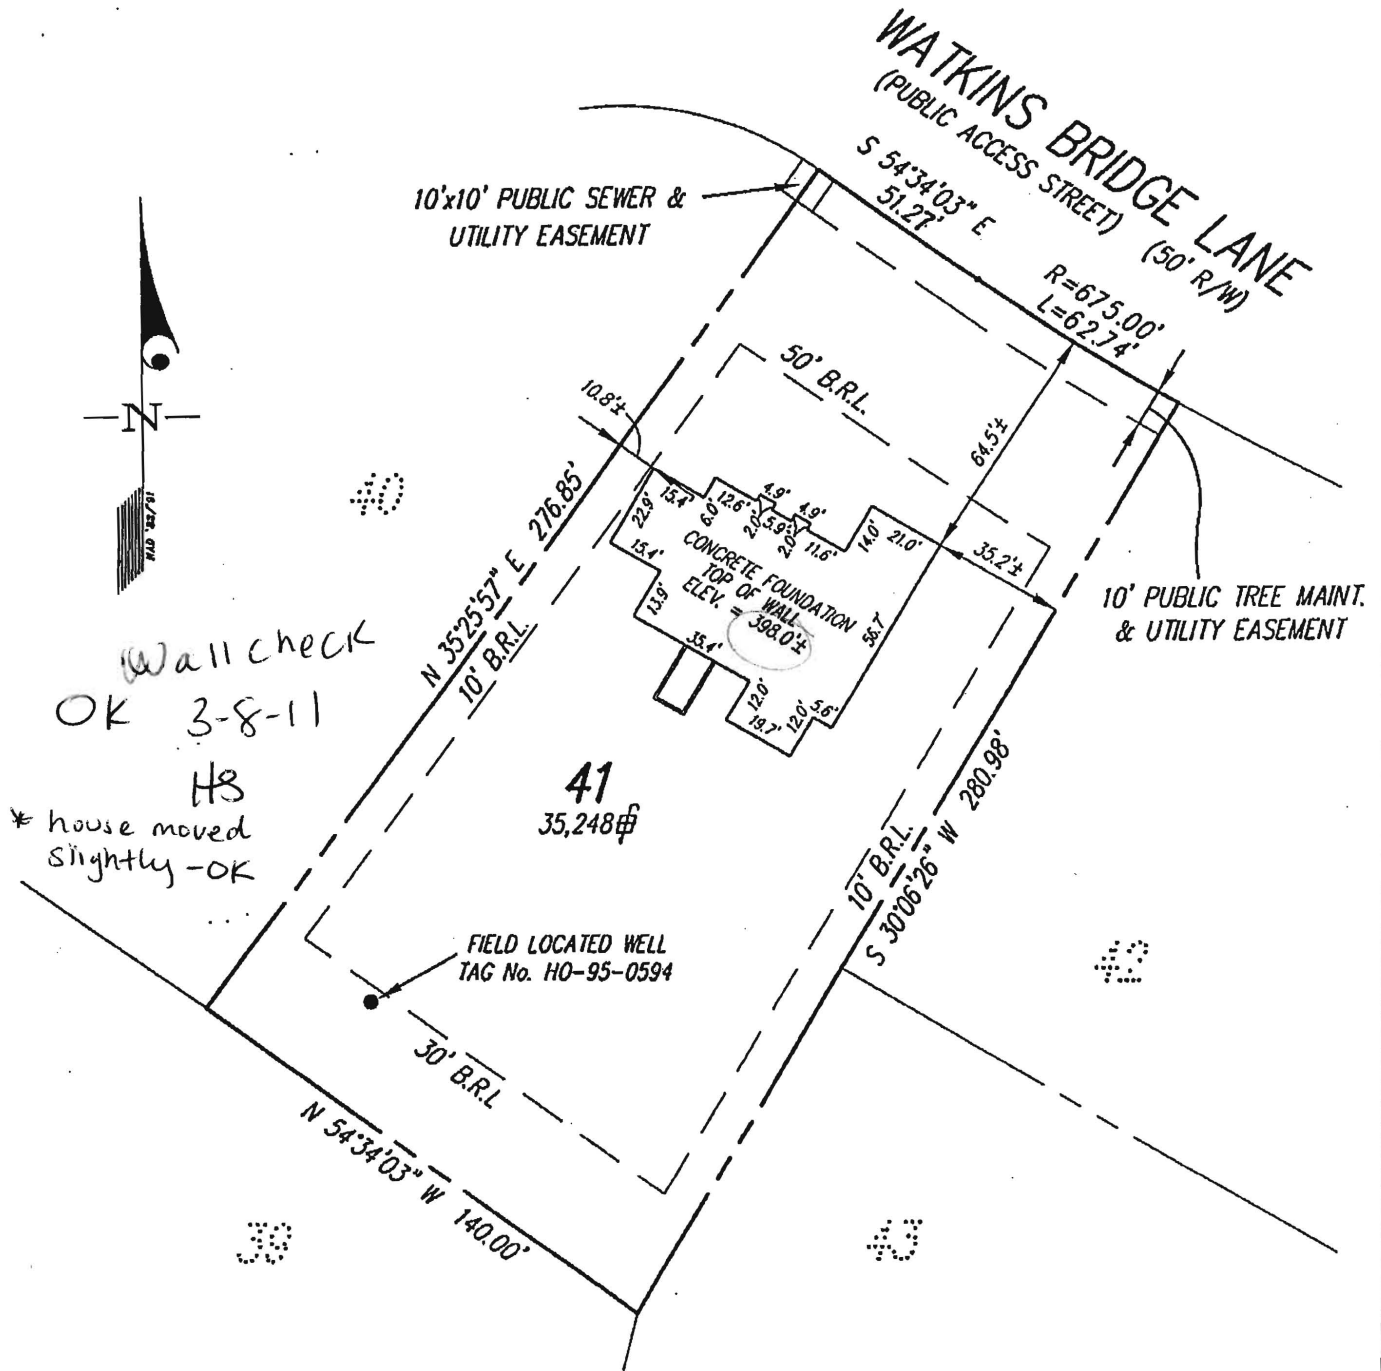 WATKINS BRIDGE LANE
(PUBLIC ACCESS STREET) (50' R/W)
S 54°34'03" E
51.27'
R=675.00'
L=62.74'
10'x10' PUBLIC SEWER &
UTILITY EASEMENT
N
50' B.R.L.
10.8'±
64.5'±
40
N 35°25'57" E 276.85'
10' B.R.L.
22.9'
15.4'
6.0'
12.6'
4.9'
2.0'
5.9'
4.9'
2.0'
11.6'
14.0'
21.0'
35.2'±
15.4'
13.9'
35.4'
12.0'
19.7'
12.0'
5.6'
56.7'
CONCRETE FOUNDATION
TOP OF WALL
ELEV. = 398.0'±
10' PUBLIC TREE MAINT.
& UTILITY EASEMENT
Wall check
OK 3-8-11
HS
* house moved
slightly - OK
41
35,248
10' B.R.L.
S 30°06'26" W 280.98'
42
FIELD LOCATED WELL
TAG No. HO-95-0594
30' B.R.L.
N 54°34'03" W 140.00'
39
43